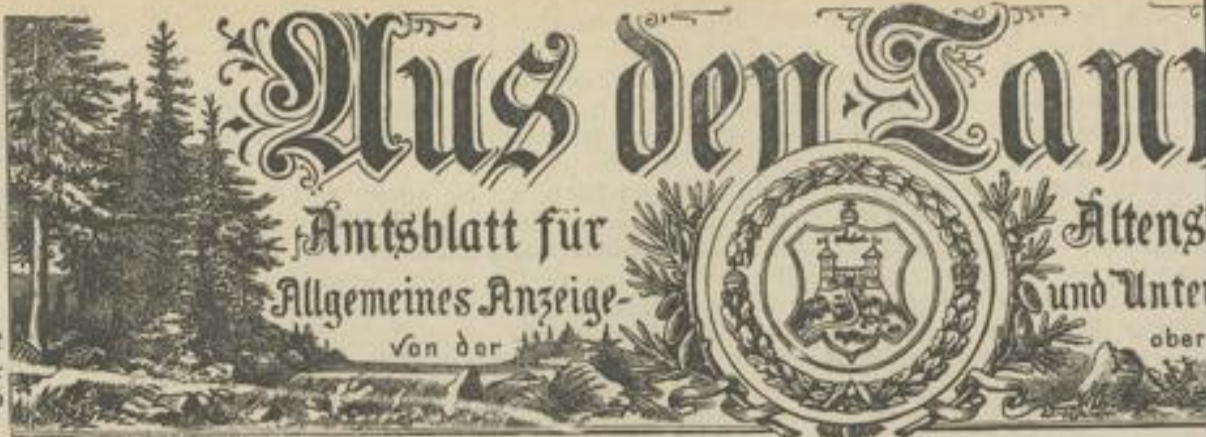 Aus den Tann
Amtsblatt für Altens
Allgemeines Anzeige- und Unter
Von der ober